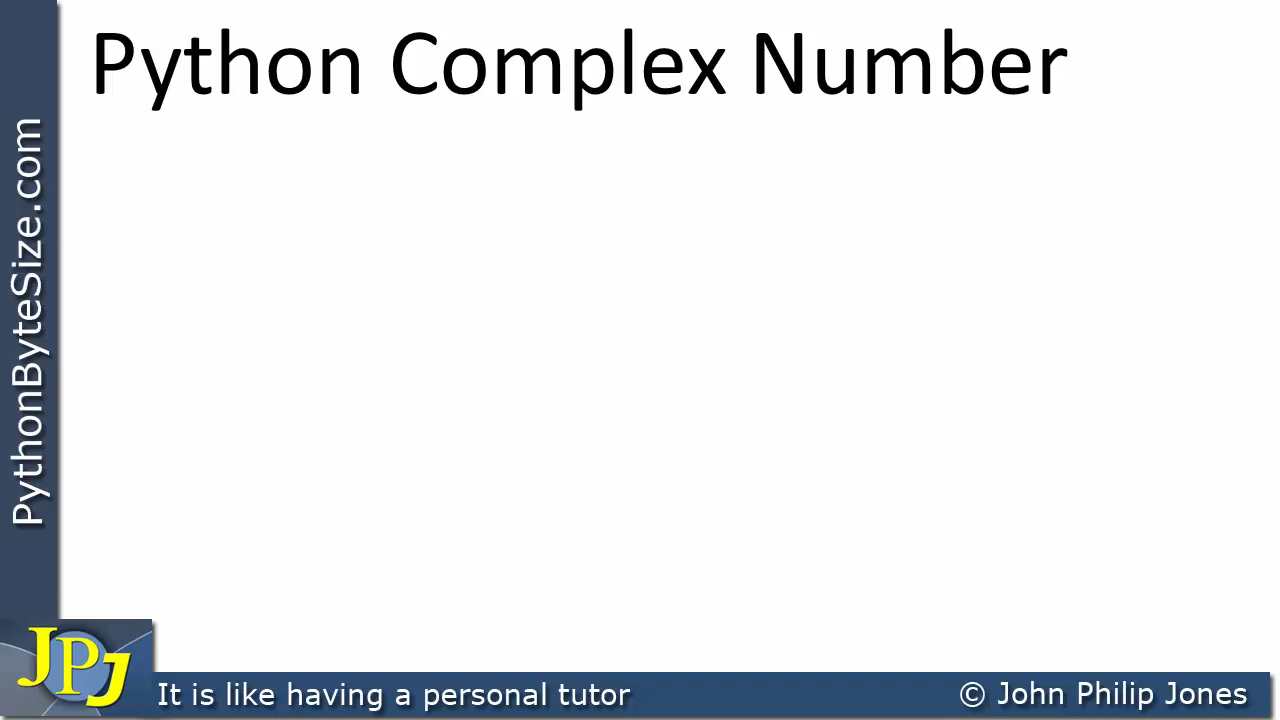 Python Complex Number
PythonByteSize.com
JPJ
It is like having a personal tutor
© John Philip Jones